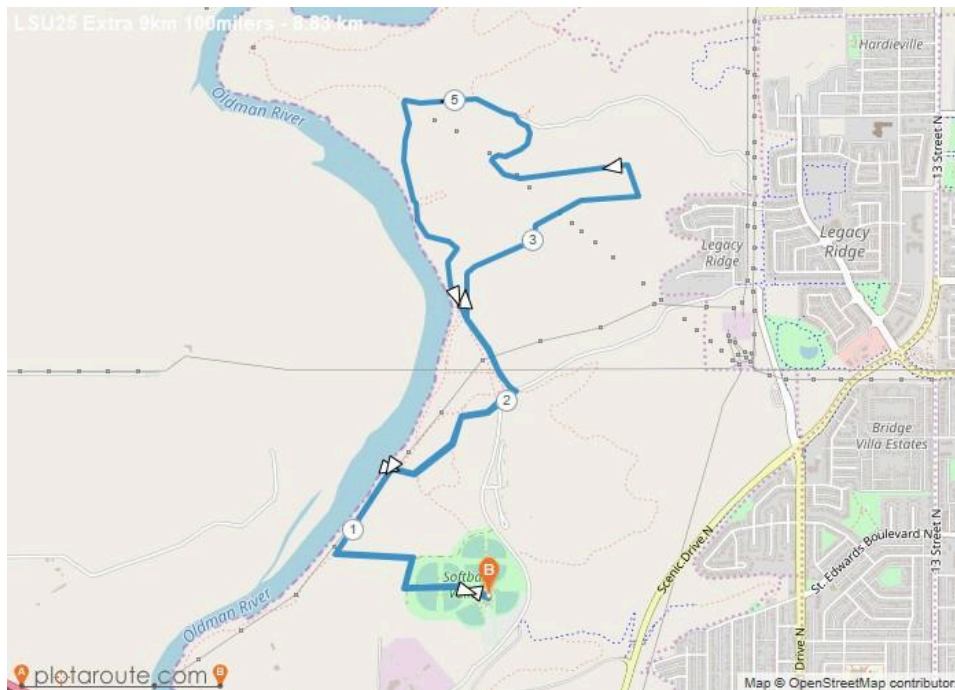 LSU25 Extra 9km 100milers - 8.83 km
Hardieville
Oldman River
13 Street N
5
3
Legacy
Ridge
Legacy
Ridge
2
Bridge
Villa Estates
1
Scenic Drive N
St. Edwards Boulevard N
13 Street N
B
Oldman River
Drive N
A
plotaroute.com
B
Map © OpenStreetMap contributor